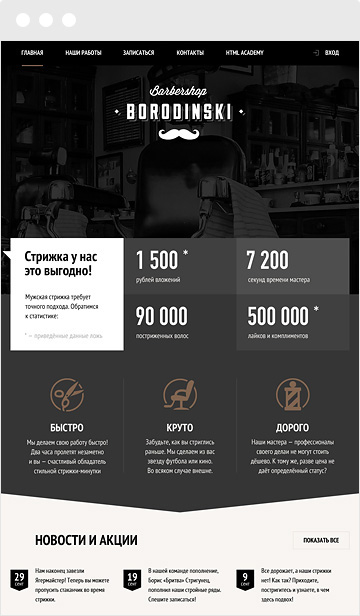 ГЛАВНАЯ НАШИ РАБОТЫ ЗАПИСАТЬСЯ КОНТАКТЫ HTML ACADEMY ВХОД
Barbershop
BORODINSKI
Стрижка у нас
это выгодно!
Мужская стрижка требует
точного подхода. Обратимся
к статистике:
* — приведённые данные ложь
1 500 *
рублей вложений
7 200
секунд времени мастера
90 000
постриженных волос
500 000 *
лайков и комплиментов
БЫСТРО
Мы делаем свою работу быстро!
Два часа пролетят незаметно
и вы — счастливый обладатель
стильной стрижки-минутки
КРУТО
Забудьте, как вы стриглись
раньше. Мы сделаем из вас
звезду футбола или кино.
Во всяком случае внешне.
ДОРОГО
Наши мастера — профессионалы
своего дела и не могут стоить
дёшево. К тому же, разве цена не
даёт определённый статус?
НОВОСТИ И АКЦИИ
ПОКАЗАТЬ ВСЕ
29
СЕНТ
Нам наконец завезли
Ягермайстер! Теперь вы можете
пропустить стаканчик во время
стрижки.
19
СЕНТ
В нашей команде пополнение,
Борис «Бритва» Стригунец,
пополнил наши стройные ряды.
Спешите записаться!
9
СЕНТ
Все дорожает, а наши стрижки
нет! Как так? Приходите,
постригитесь и узнаете, в чем
здесь подвох!